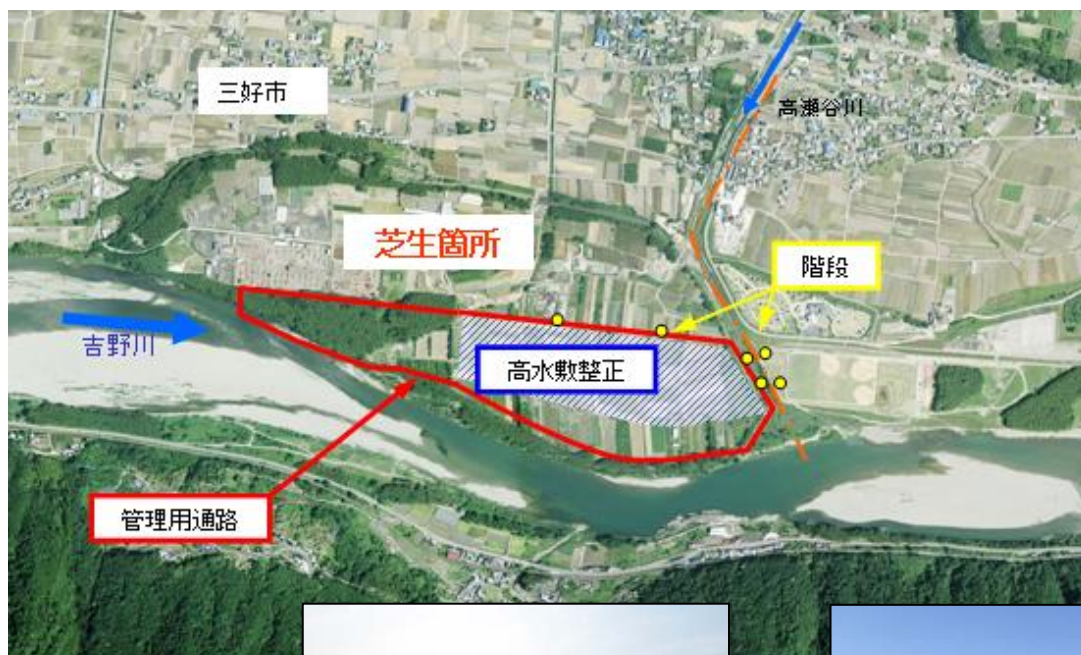 三好市
高瀬谷川
芝生箇所
階段
吉野川
高水敷整正
管理用通路